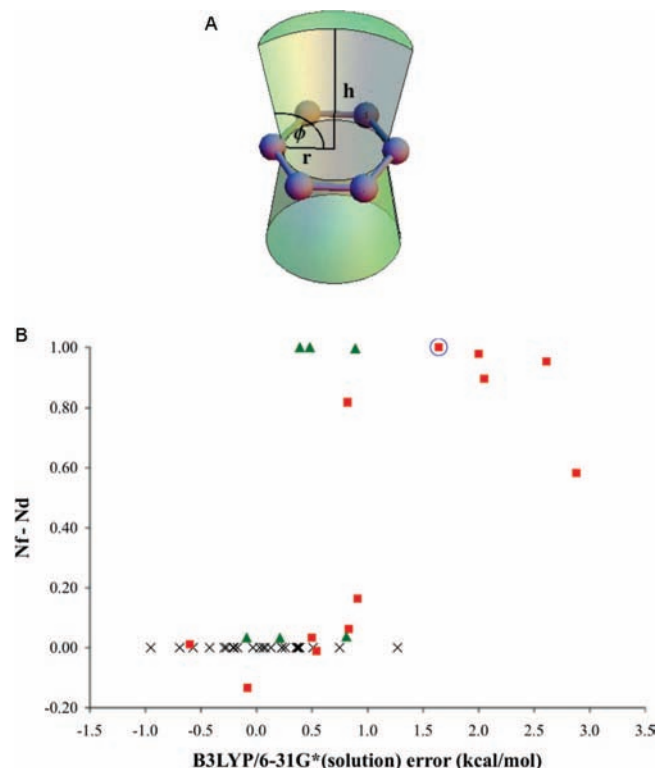 A
h
ϕ
r
B
1.00
0.80
0.60
0.40
0.20
0.00
-0.20
Nf - Nd
-1.5 -1.0 -0.5 0.0 0.5 1.0 1.5 2.0 2.5 3.0 3.5
B3LYP/6-31G*(solution) error (kcal/mol)